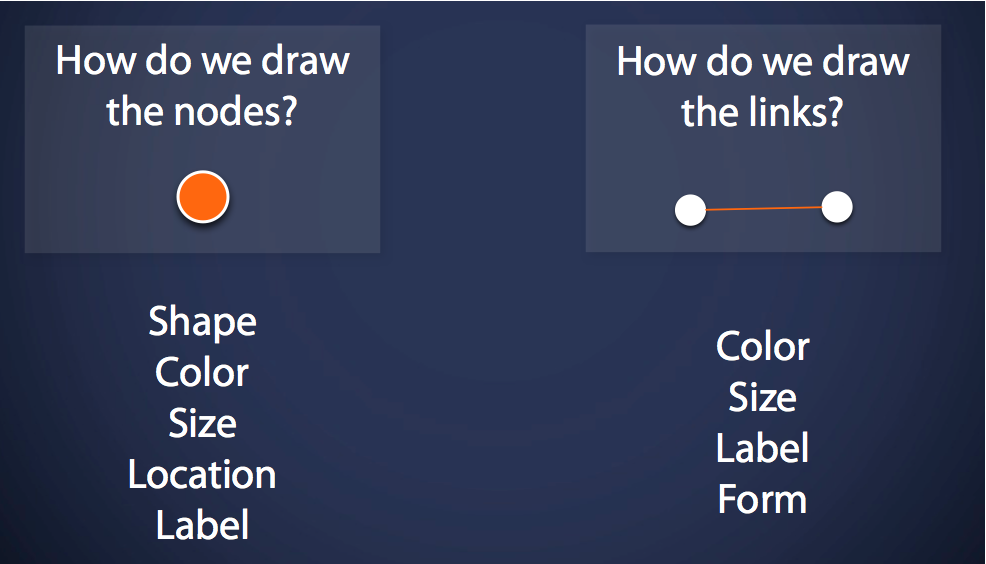 How do we draw
the nodes?
Shape
Color
Size
Location
Label
How do we draw
the links?
Color
Size
Label
Form